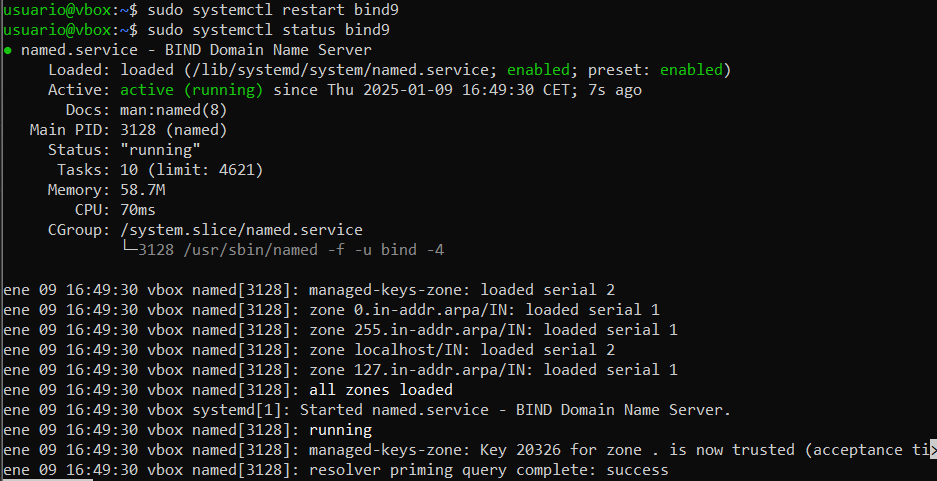 usuario@vbox:~$ sudo systemctl restart bind9
usuario@vbox:~$ sudo systemctl status bind9
● named.service - BIND Domain Name Server
     Loaded: loaded (/lib/systemd/system/named.service; enabled; preset: enabled)
     Active: active (running) since Thu 2025-01-09 16:49:30 CET; 7s ago
       Docs: man:named(8)
   Main PID: 3128 (named)
     Status: "running"
      Tasks: 10 (limit: 4621)
     Memory: 58.7M
        CPU: 70ms
     CGroup: /system.slice/named.service
             └─3128 /usr/sbin/named -f -u bind -4
ene 09 16:49:30 vbox named[3128]: managed-keys-zone: loaded serial 2
ene 09 16:49:30 vbox named[3128]: zone 0.in-addr.arpa/IN: loaded serial 1
ene 09 16:49:30 vbox named[3128]: zone 255.in-addr.arpa/IN: loaded serial 1
ene 09 16:49:30 vbox named[3128]: zone localhost/IN: loaded serial 2
ene 09 16:49:30 vbox named[3128]: zone 127.in-addr.arpa/IN: loaded serial 1
ene 09 16:49:30 vbox named[3128]: all zones loaded
ene 09 16:49:30 vbox systemd[1]: Started named.service - BIND Domain Name Server.
ene 09 16:49:30 vbox named[3128]: running
ene 09 16:49:30 vbox named[3128]: managed-keys-zone: Key 20326 for zone . is now trusted (acceptance ti>
ene 09 16:49:30 vbox named[3128]: resolver priming query complete: success